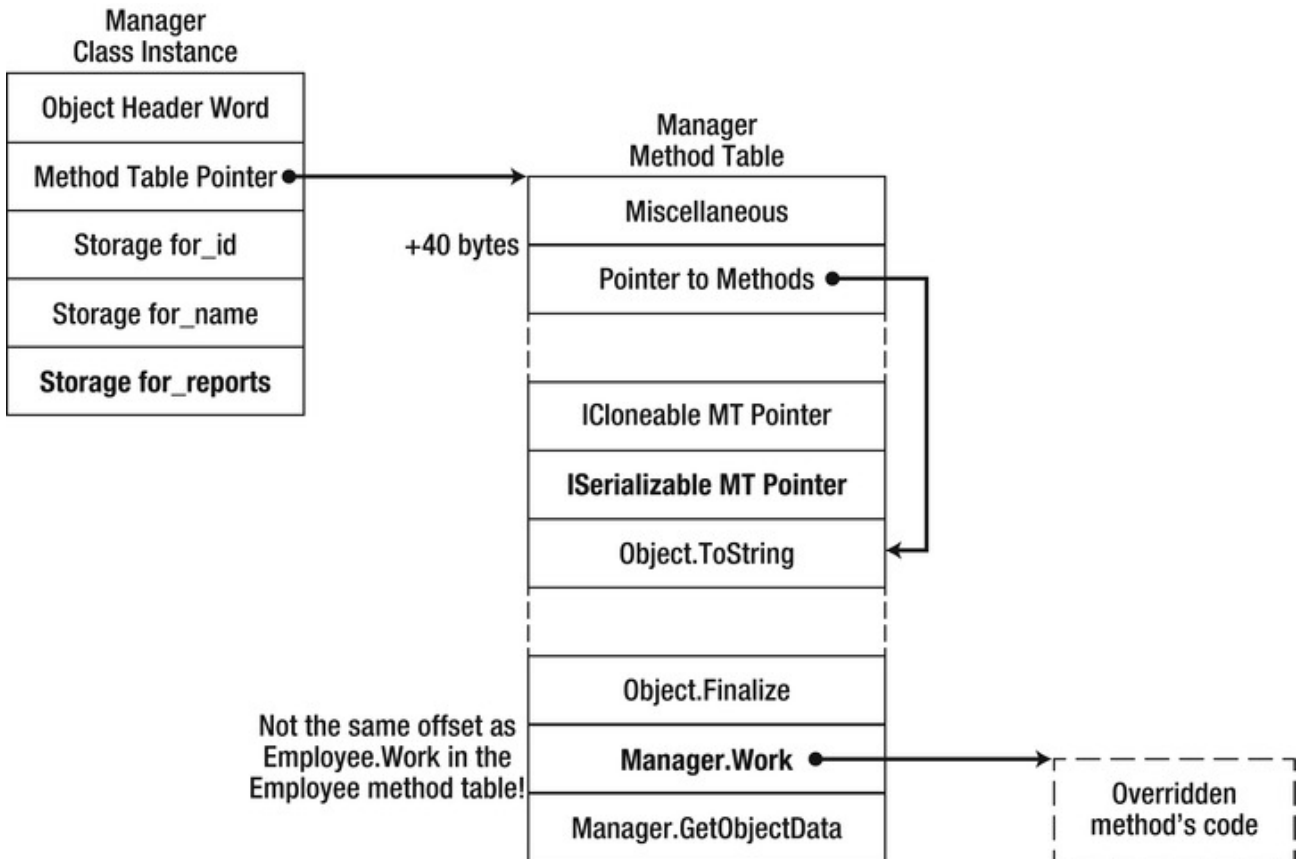 Manager
Class Instance
Object Header Word
Method Table Pointer
Storage for_id
Storage for_name
Storage for_reports
Manager
Method Table
Miscellaneous
+40 bytes
Pointer to Methods
ICloneable MT Pointer
ISerializable MT Pointer
Object.ToString
Object.Finalize
Not the same offset as
Employee.Work in the
Employee method table!
Manager.Work
Manager.GetObjectData
Overridden
method's code